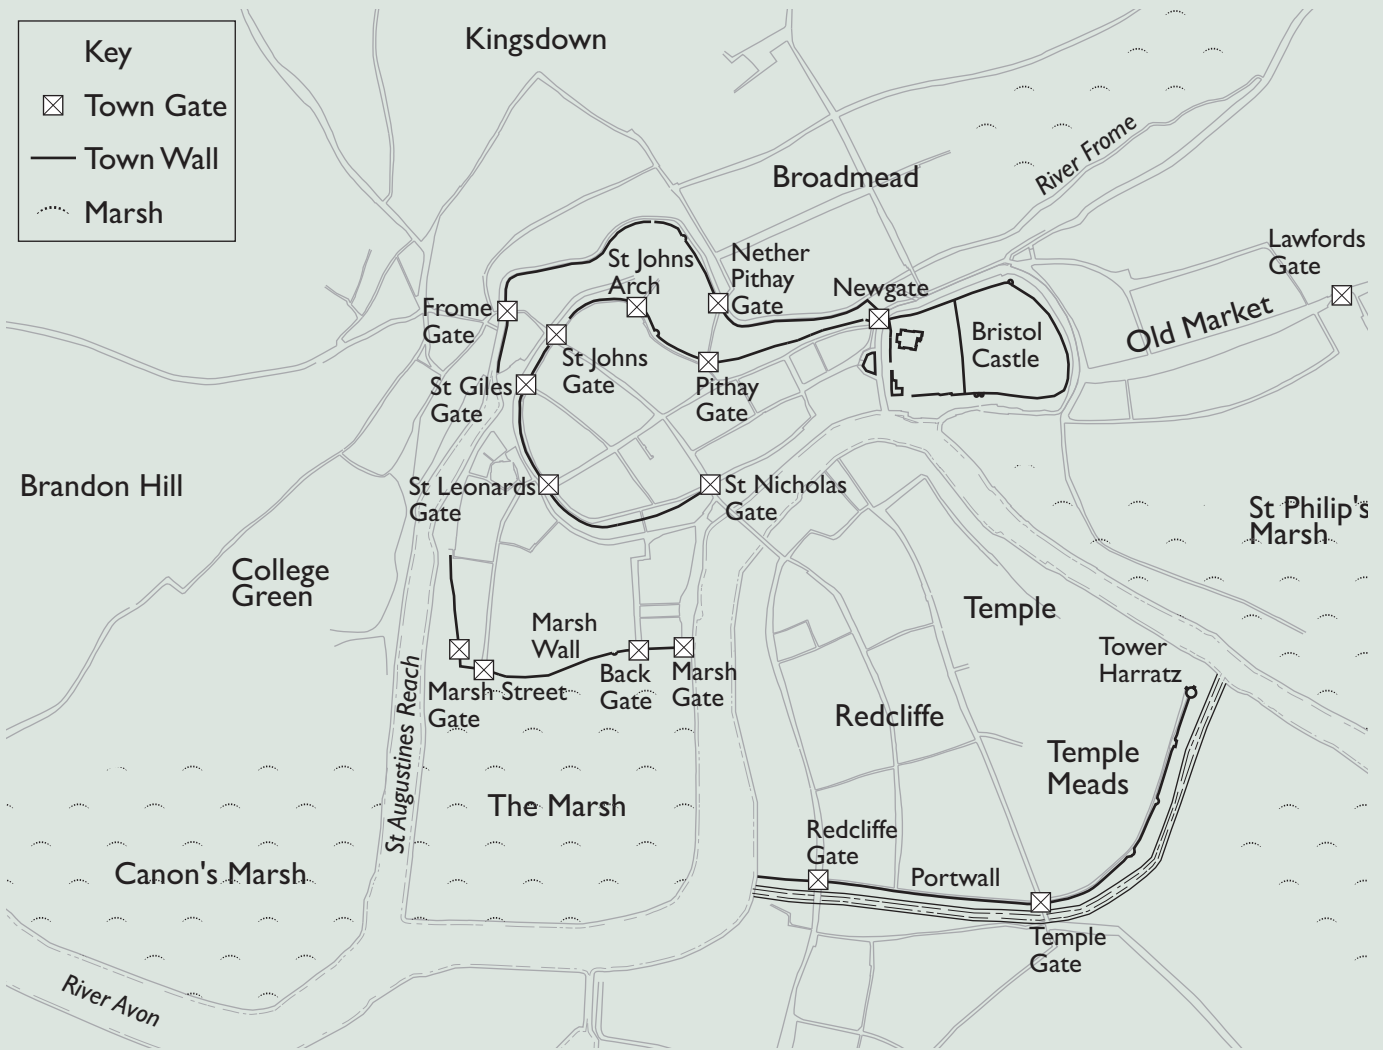 Key
Town Gate
Town Wall
Marsh
Kingsdown
Broadmead
River Frome
Lawfords
Gate
St Johns
Arch
Nether
Pithay
Gate
Newgate
Frome
Gate
Old Market
Bristol
Castle
St Johns
Gate
St Giles
Gate
Pithay
Gate
Brandon Hill
St Leonards
Gate
St Nicholas
Gate
St Philip's
Marsh
College
Green
Temple
Marsh
Wall
Tower
Harratz
Back
Gate
Marsh
Gate
Marsh Street
Gate
St Augustines Reach
Redcliffe
Temple
Meads
The Marsh
Redcliffe
Gate
Canon's Marsh
Portwall
Temple
Gate
River Avon